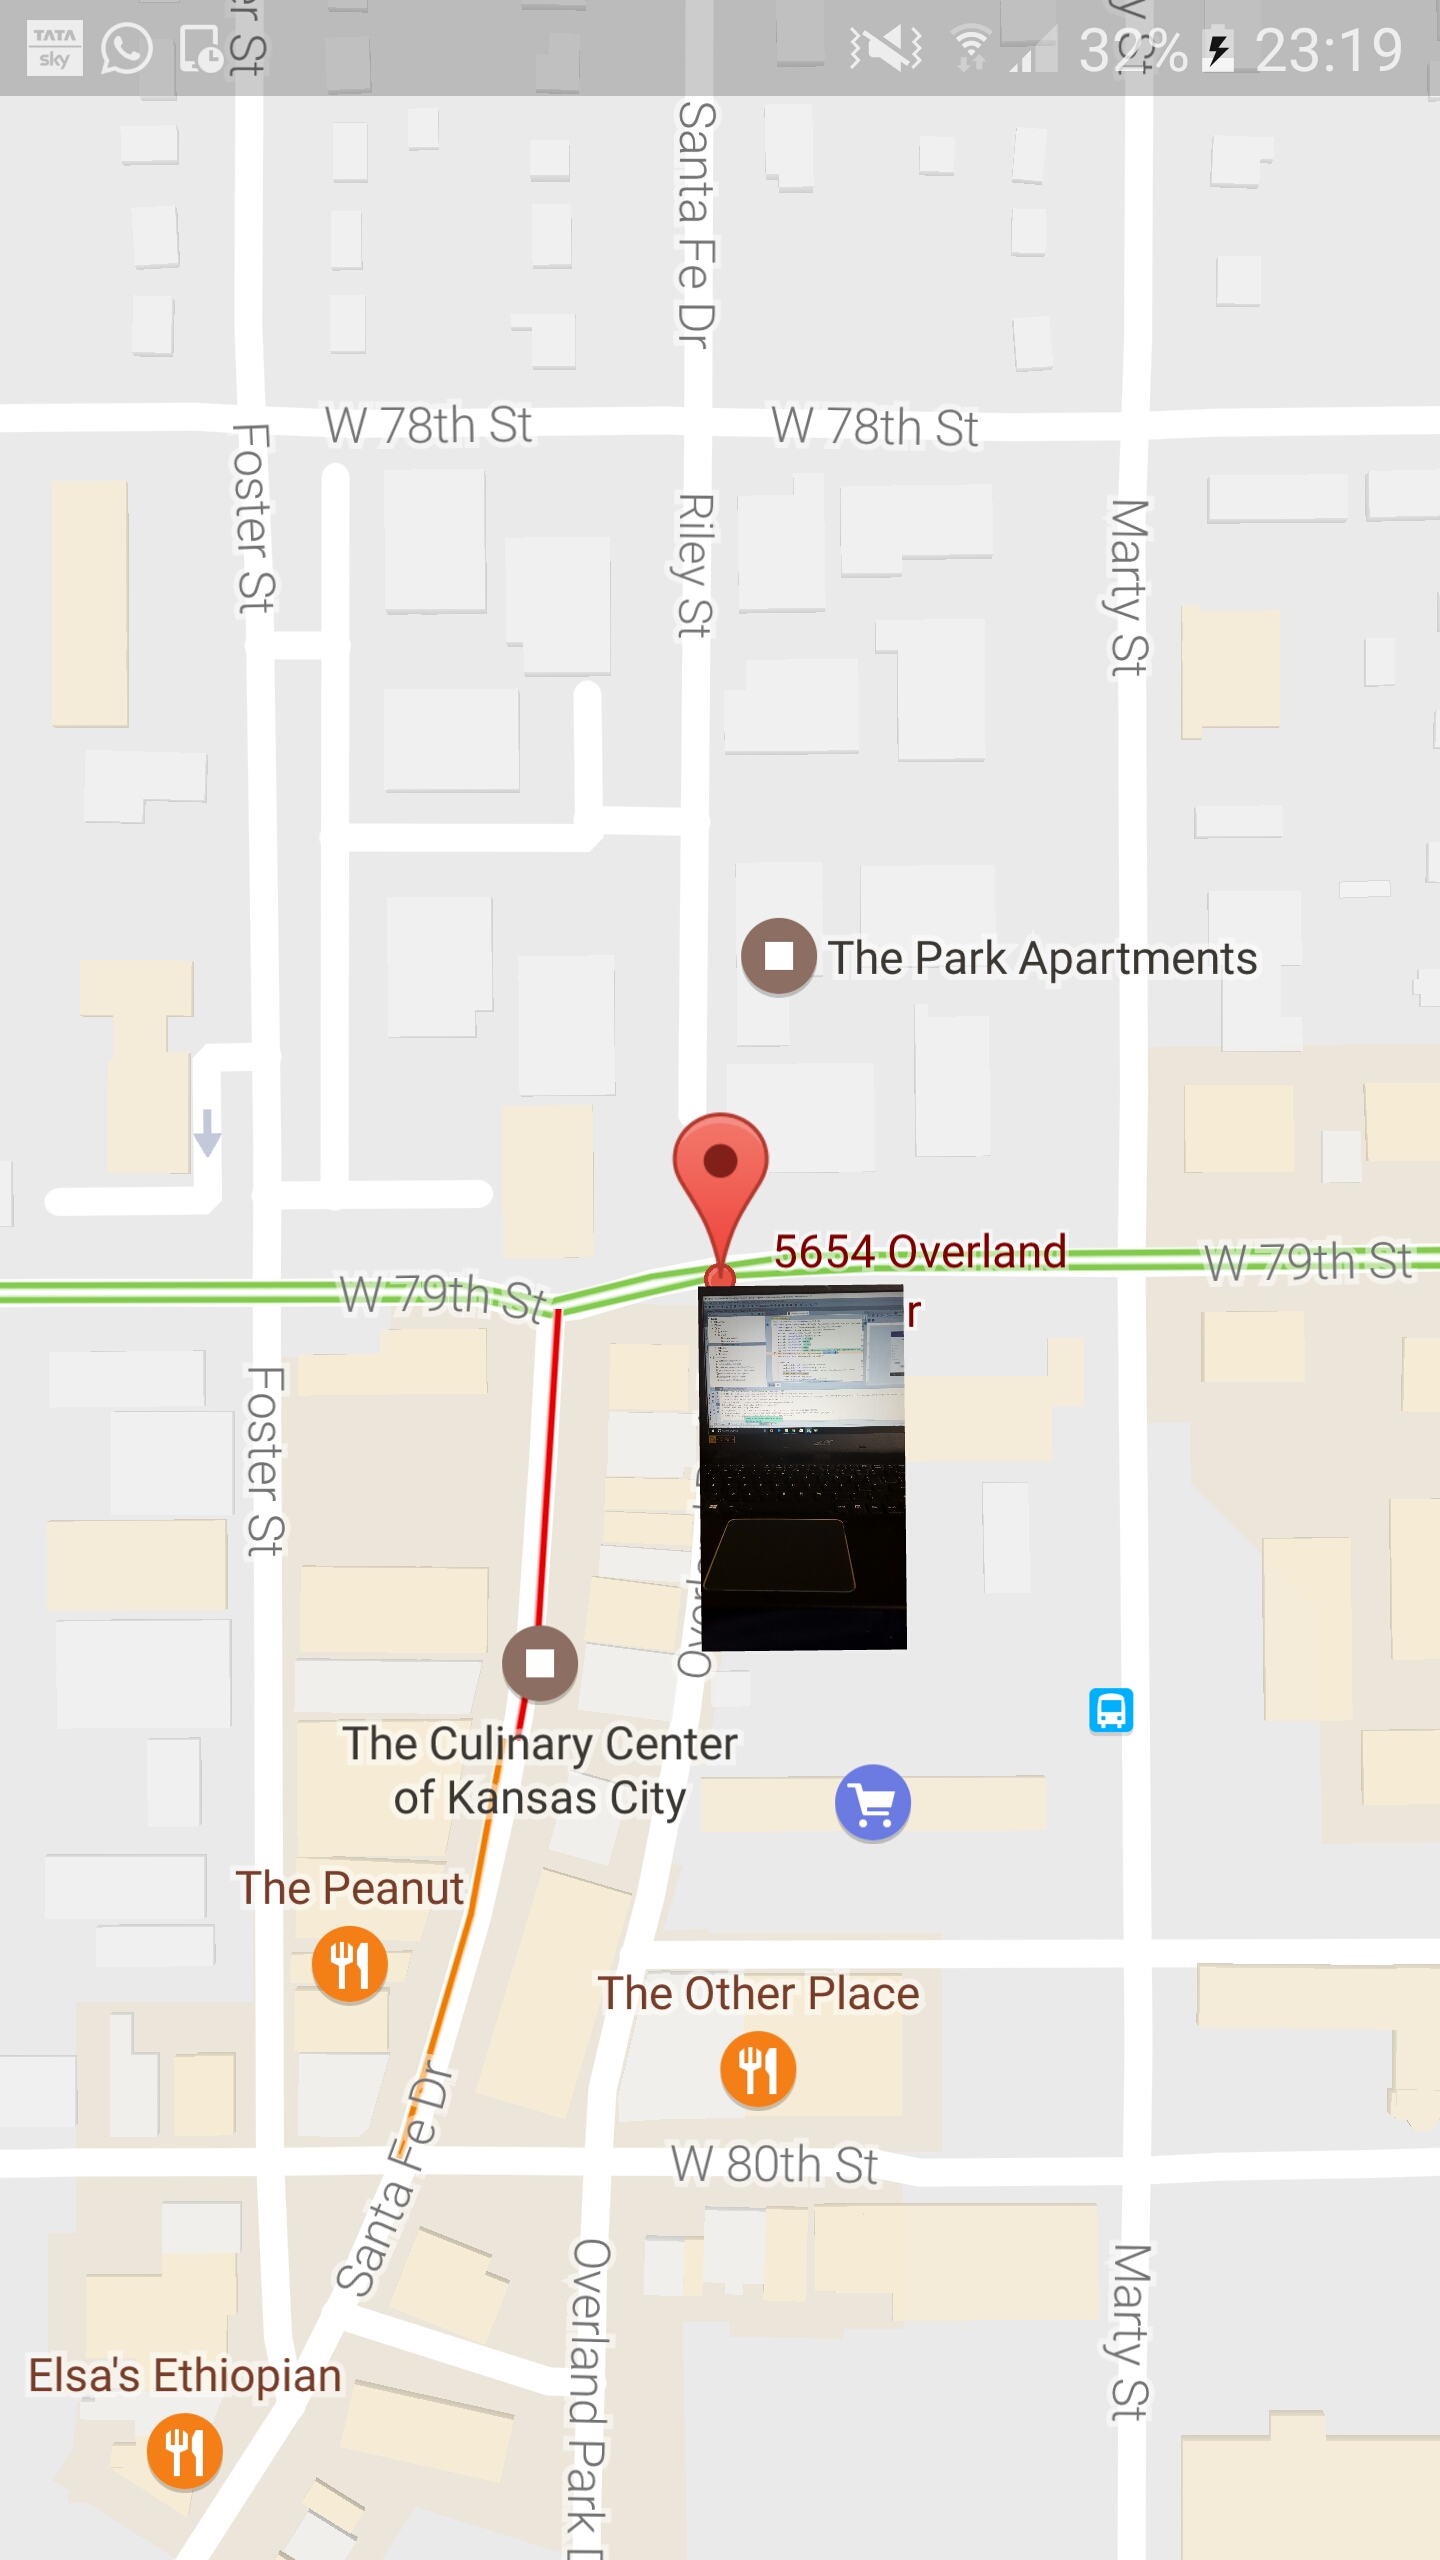 TATA
sky
32%
23:19
er St
Santa Fe Dr
W 78th St
W 78th St
Foster St
Riley St
Marty St
The Park Apartments
5654 Overland
r
W 79th St
W 79th St
Foster St
The Culinary Center
of Kansas City
The Peanut
The Other Place
Santa Fe Dr
W 80th St
Overland Park D
Marty St
Elsa's Ethiopian